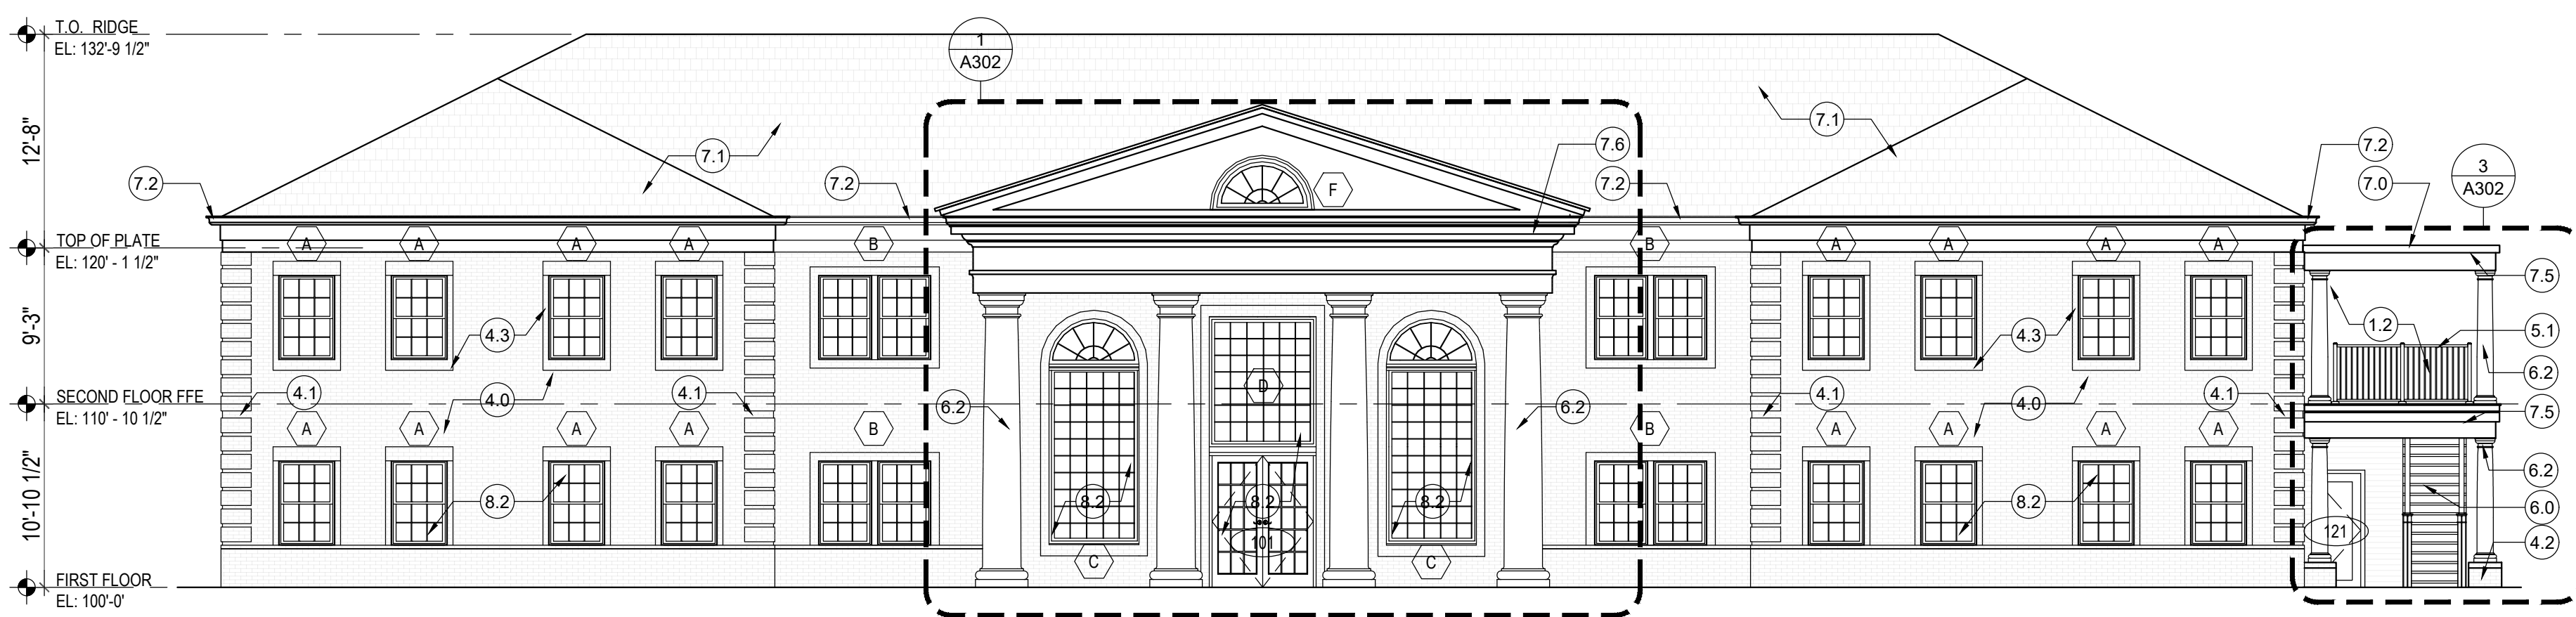 T.O. RIDGE
EL: 132'-9 1/2"
1
A302
12'-8"
7.1
7.1
7.6
7.2
7.2
7.2
7.2
7.0
3
A302
F
TOP OF PLATE
EL: 120' - 1 1/2"
A
A
A
A
B
B
A
A
A
A
7.5
9'-3"
4.3
4.3
1.2
5.1
6.2
D
SECOND FLOOR FFE
EL: 110' - 10 1/2"
4.1
4.0
4.1
6.2
6.2
4.1
4.0
4.1
7.5
A
A
A
A
B
B
A
A
A
A
6.2
10'-10 1/2"
8.2
8.2
8.2
8.2
8.2
6.0
101
121
4.2
C
C
FIRST FLOOR
EL: 100'-0'